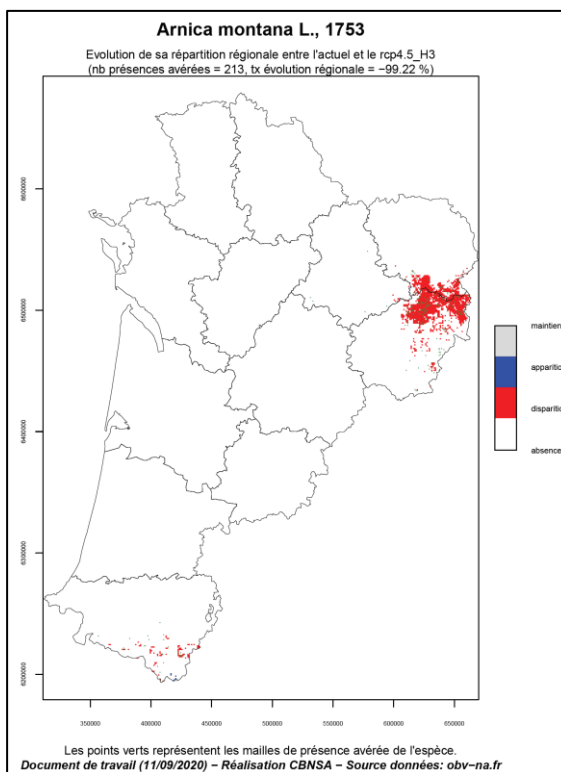 Arnica montana L., 1753
Evolution de sa répartition régionale entre l'actuel et le rcp4.5_H3
(nb présences avérées = 213, tx évolution régionale = −99.22 %)
6600000
6500000
6400000
6300000
6200000
350000 400000 450000 500000 550000 600000 650000
maintien
apparitio
disparitio
absence
Les points verts représentent les mailles de présence avérée de l'espèce.
Document de travail (11/09/2020) − Réalisation CBNSA − Source données: obv-na.fr